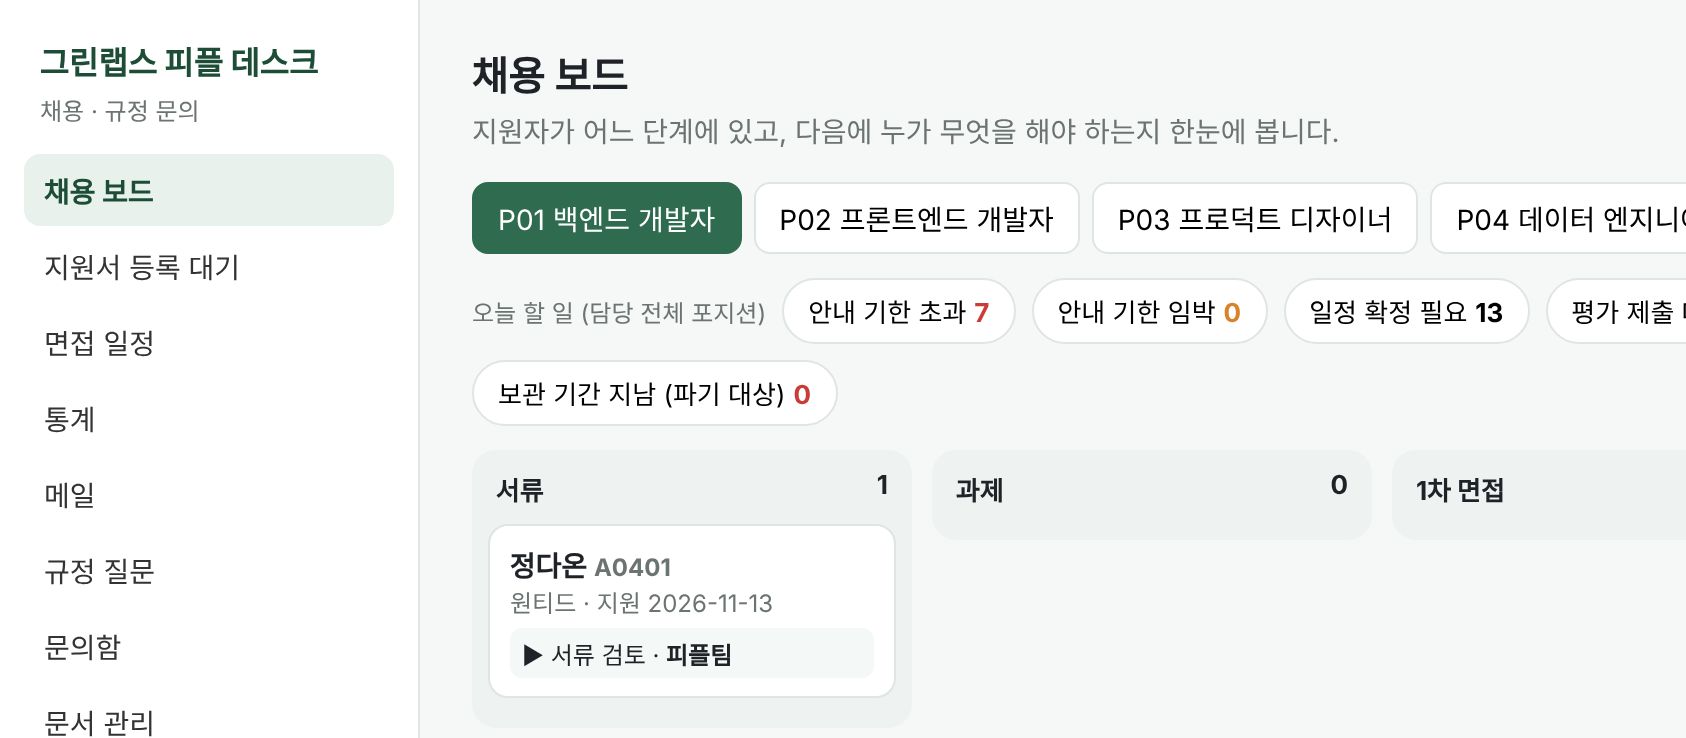 그린랩스 피플 데스크
채용 · 규정 문의
채용 보드
지원서 등록 대기
면접 일정
통계
메일
규정 질문
문의함
문서 관리
채용 보드
지원자가 어느 단계에 있고, 다음에 누가 무엇을 해야 하는지 한눈에 봅니다.
P01 백엔드 개발자 P02 프론트엔드 개발자 P03 프로덕트 디자이너 P04 데이터 엔지니
오늘 할 일 (담당 전체 포지션) 안내 기한 초과 7 안내 기한 임박 0 일정 확정 필요 13 평가 제출
보관 기간 지남 (파기 대상) 0
서류 1 과제 0 1차 면접
정다온 A0401
원티드 · 지원 2026-11-13
▶ 서류 검토 · 피플팀